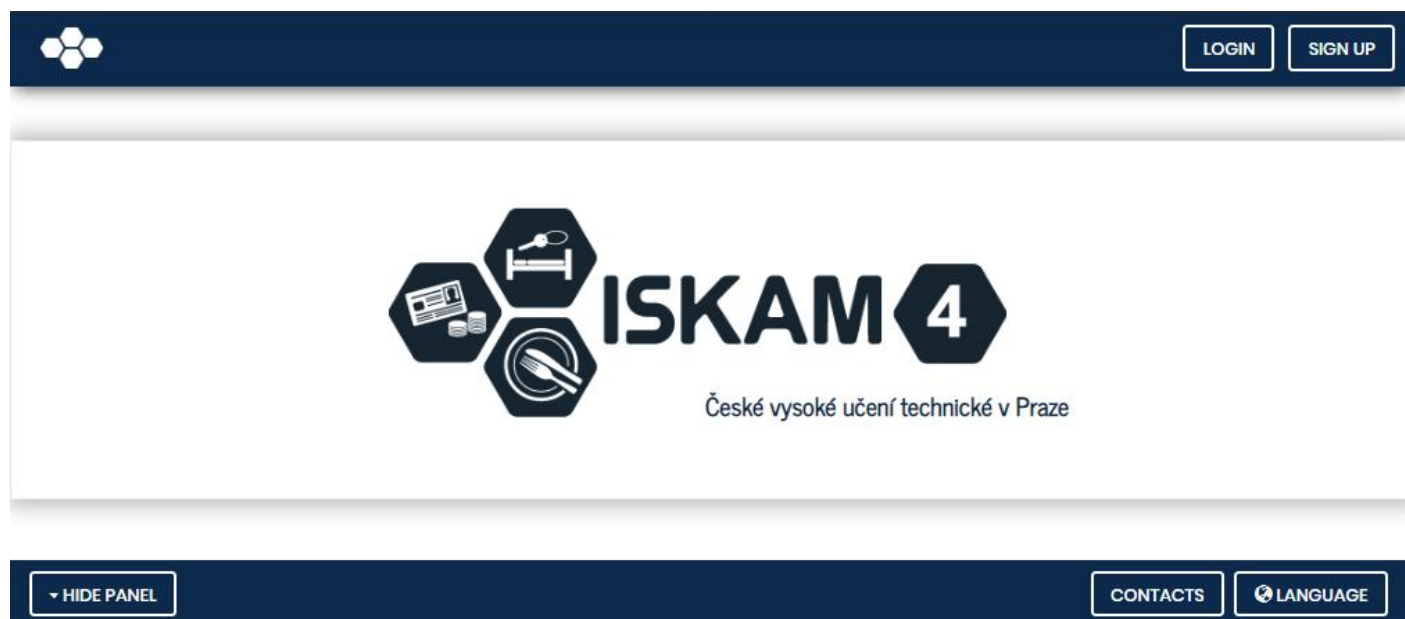 LOGIN
SIGN UP
ISKAM 4
České vysoké učení technické v Praze
HIDE PANEL
CONTACTS
LANGUAGE